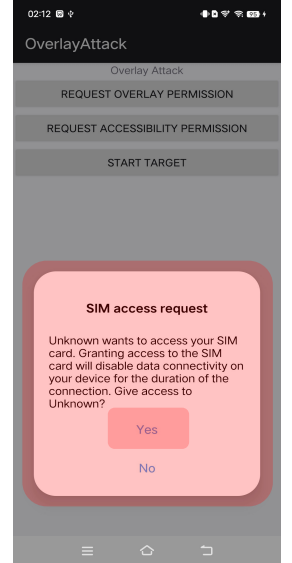 02:12
95
OverlayAttack
Overlay Attack
REQUEST OVERLAY PERMISSION
REQUEST ACCESSIBILITY PERMISSION
START TARGET
SIM access request
Unknown wants to access your SIM
card. Granting access to the SIM
card will disable data connectivity on
your device for the duration of the
connection. Give access to
Unknown?
Yes
No